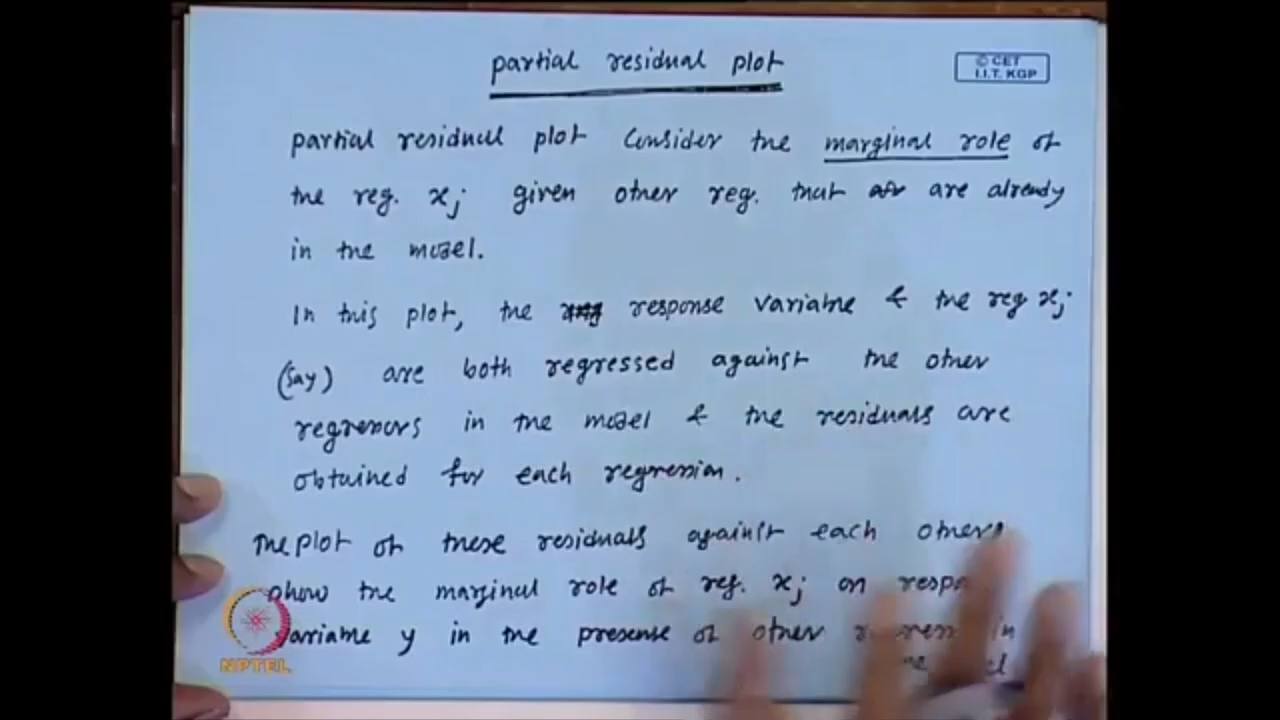 partial residual plot
© CET
I.I.T. KGP
partial residual plot consider the marginal role of
the reg. xj given other reg. that are already
in the model.
In this plot, the response variable & the reg xj
(say) are both regressed against the other
regressors in the model & the residuals are
obtained for each regression.
The plot of these residuals against each others
show the marginal role of reg. xj on
variable y in the presense of other in
NPTEL